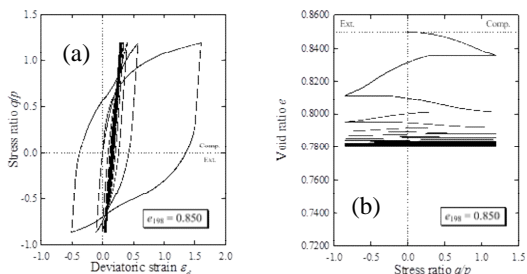 1.5
1.0
0.5
0.0
-0.5
-1.0
Stress ratio q/p
(a)
Comp.
Ext.
e198 = 0.850
-1.0 -0.5 0.0 0.5 1.0 1.5 2.0
Deviatoric strain εd
0.8600
0.8400
0.8200
0.8000
0.7800
0.7600
0.7400
0.7200
Void ratio e
Ext. Comp.
(b)
e198 = 0.850
-1.0 -0.5 0.0 0.5 1.0 1.5
Stress ratio q/p